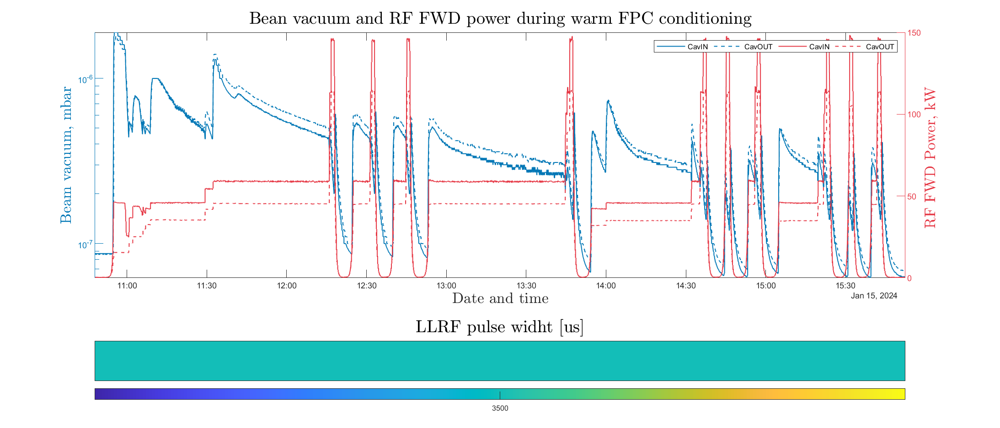 Bean vacuum and RF FWD power during warm FPC conditioning
150
CavIN CavOUT CavIN CavOUT
10-6
100
Beam vacuum, mbar
RF FWD Power, kW
50
10-7
0
11:00 11:30 12:00 12:30 13:00 13:30 14:00 14:30 15:00 15:30
Date and time
Jan 15, 2024
LLRF pulse widht [us]
3500